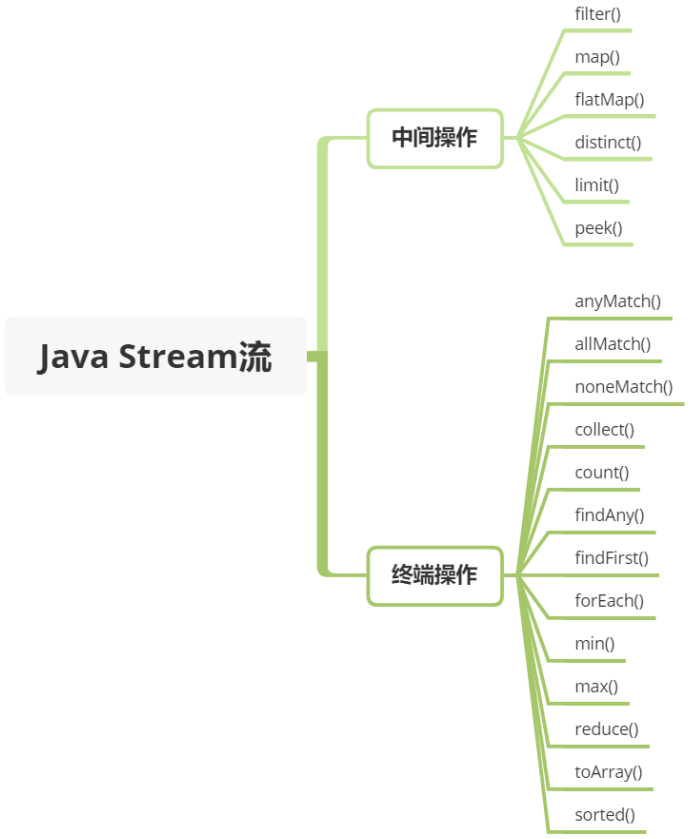 Java Stream流
中间操作
filter()
map()
flatMap()
distinct()
limit()
peek()
终端操作
anyMatch()
allMatch()
noneMatch()
collect()
count()
findAny()
findFirst()
forEach()
min()
max()
reduce()
toArray()
sorted()